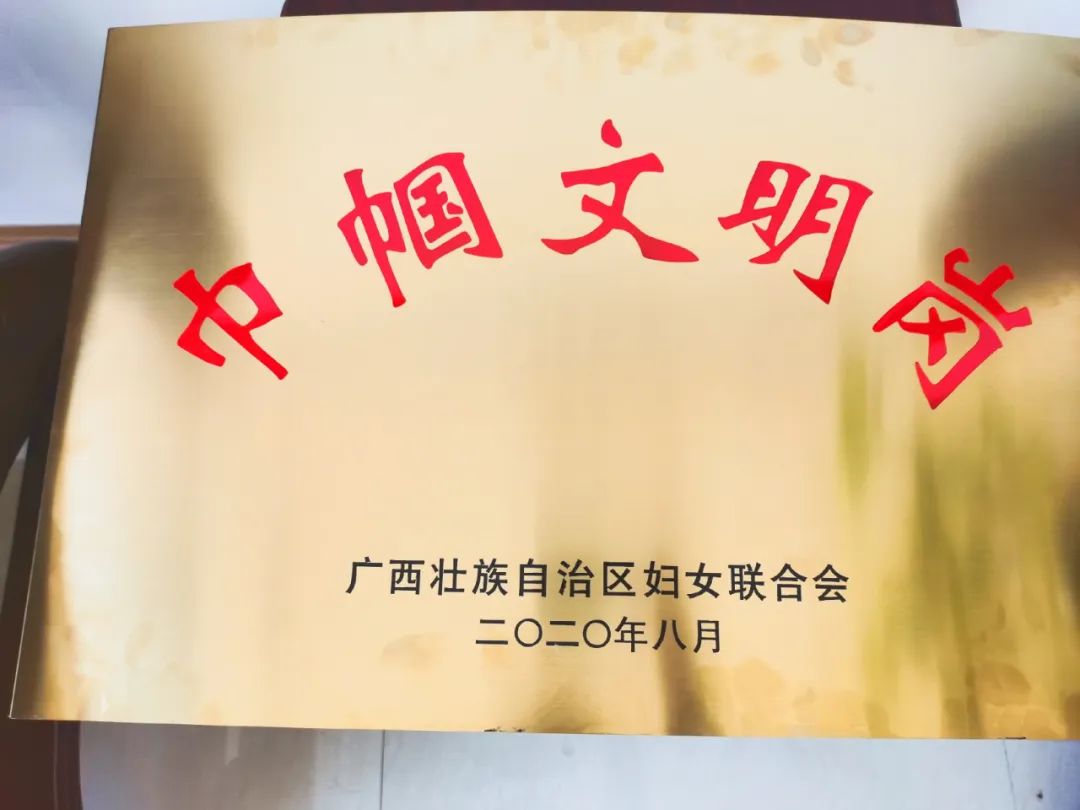 巾帼文明岗
广西壮族自治区妇女联合会
二〇二〇年八月